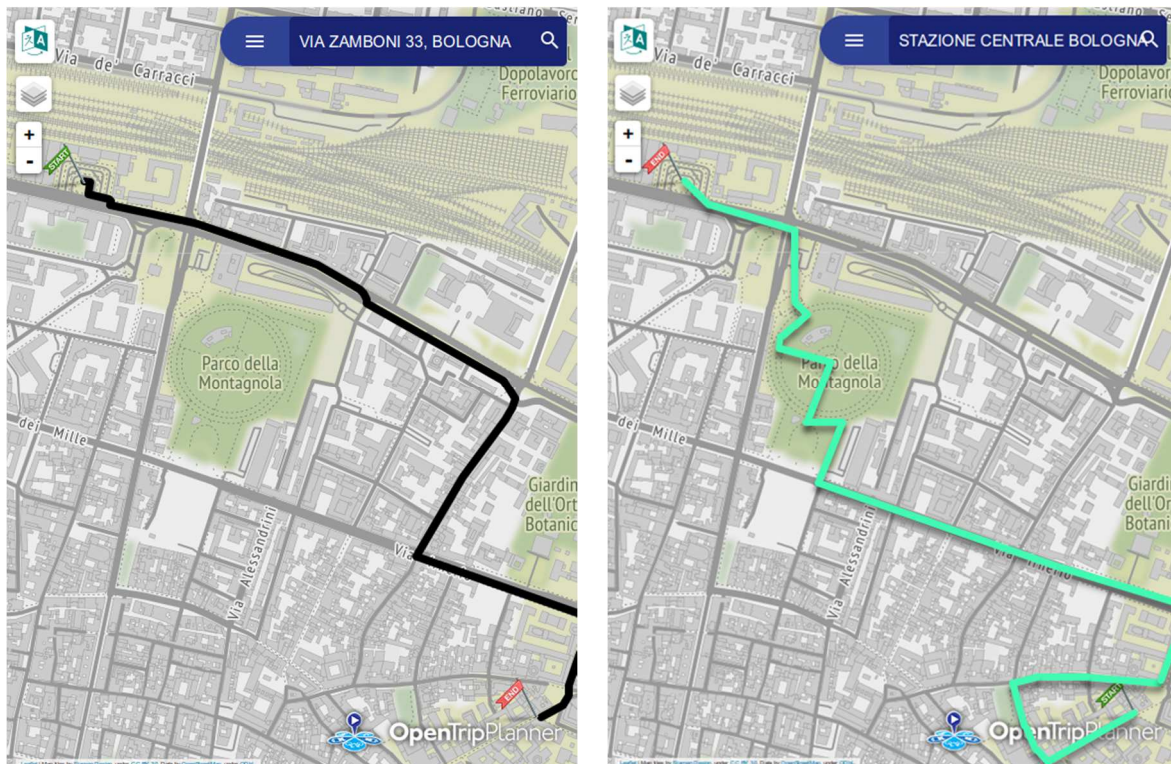 VIA ZAMBONI 33, BOLOGNA
Via de' Carracci
Dopolavoro
Ferroviario
+
-
START
Parco della
Montagnola
dei Mille
Via Alessandrini
Giardin
dell'Ort
Botanic
END
OpenTripPlanner
STAZIONE CENTRALE BOLOGNA
Via de' Carracci
Dopolavor
Ferroviario
+
-
END
Parco della
Montagnola
dei Mille
Via Alessandrini
Giardin
dell'Ort
Botanic
START
OpenTripPlanner